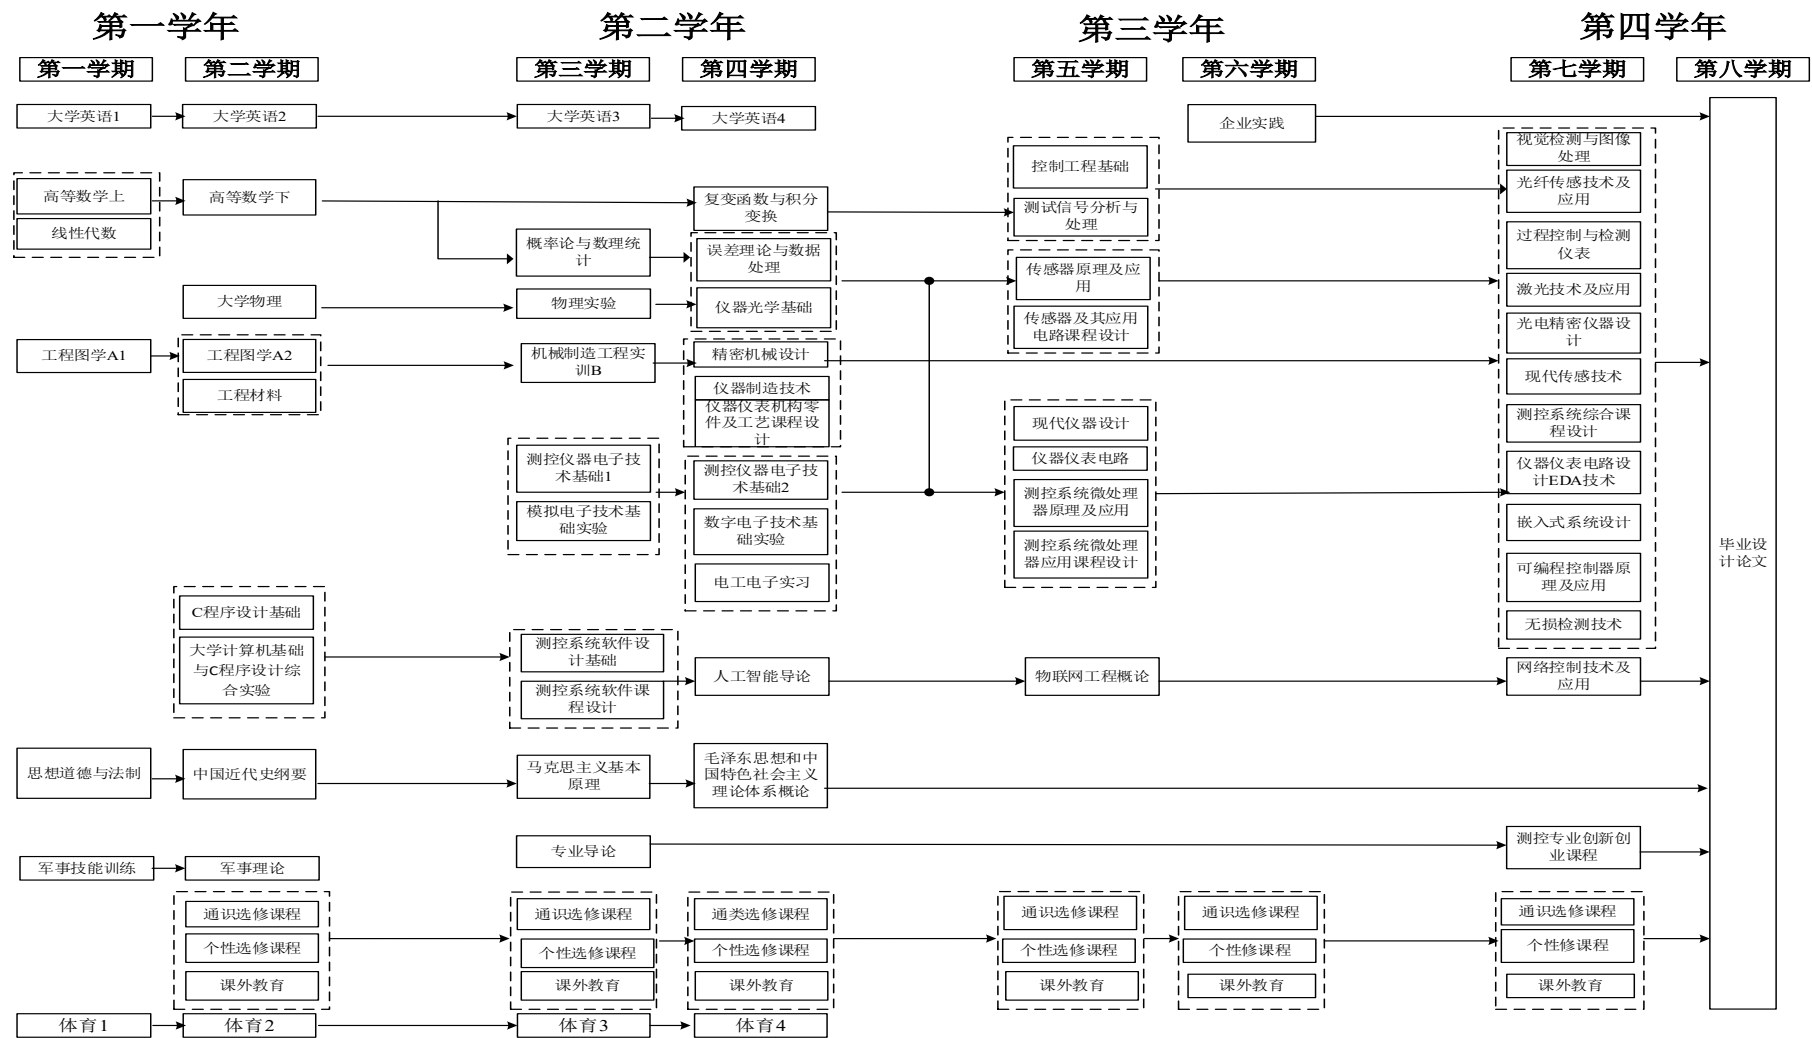 第一学年
第二学年
第三学年
第四学年
第一学期
第二学期
第三学期
第四学期
第五学期
第六学期
第七学期
第八学期
大学英语1
大学英语2
大学英语3
大学英语4
企业实践
高等数学上
线性代数
高等数学下
复变函数与积分
变换
概率论与数理统
计
误差理论与数据
处理
仪器光学基础
控制工程基础
测试信号分析与
处理
传感器原理及应
用
传感器及其应用
电路课程设计
大学物理
物理实验
工程图学A1
工程图学A2
工程材料
机械制造工程实
训B
精密机械设计
仪器制造技术
仪器仪表机构零
件及工艺课程设
计
测控仪器电子技
术基础1
模拟电子技术基
础实验
测控仪器电子技
术基础2
数字电子技术基
础实验
电工电子实习
现代仪器设计
仪器仪表电路
测控系统微处理
器原理及应用
测控系统微处理
器应用课程设计
视觉检测与图像
处理
光纤传感技术及
应用
过程控制与检测
仪表
激光技术及应用
光电精密仪器设
计
现代传感技术
测控系统综合课
程设计
仪器仪表电路设
计EDA技术
嵌入式系统设计
可编程控制器原
理及应用
无损检测技术
毕业设
计论文
C程序设计基础
大学计算机基础
与C程序设计综
合实验
测控系统软件设
计基础
测控系统软件课
程设计
人工智能导论
物联网工程概论
网络控制技术及
应用
思想道德与法制
中国近代史纲要
马克思主义基本
原理
毛泽东思想和中
国特色社会主义
理论体系概论
专业导论
测控专业创新创
业课程
军事技能训练
军事理论
通识选修课程
个性选修课程
课外教育
通识选修课程
个性选修课程
课外教育
通类选修课程
个性选修课程
课外教育
通识选修课程
个性选修课程
课外教育
通识选修课程
个性修课程
课外教育
通识选修课程
个性修课程
课外教育
体育1
体育2
体育3
体育4